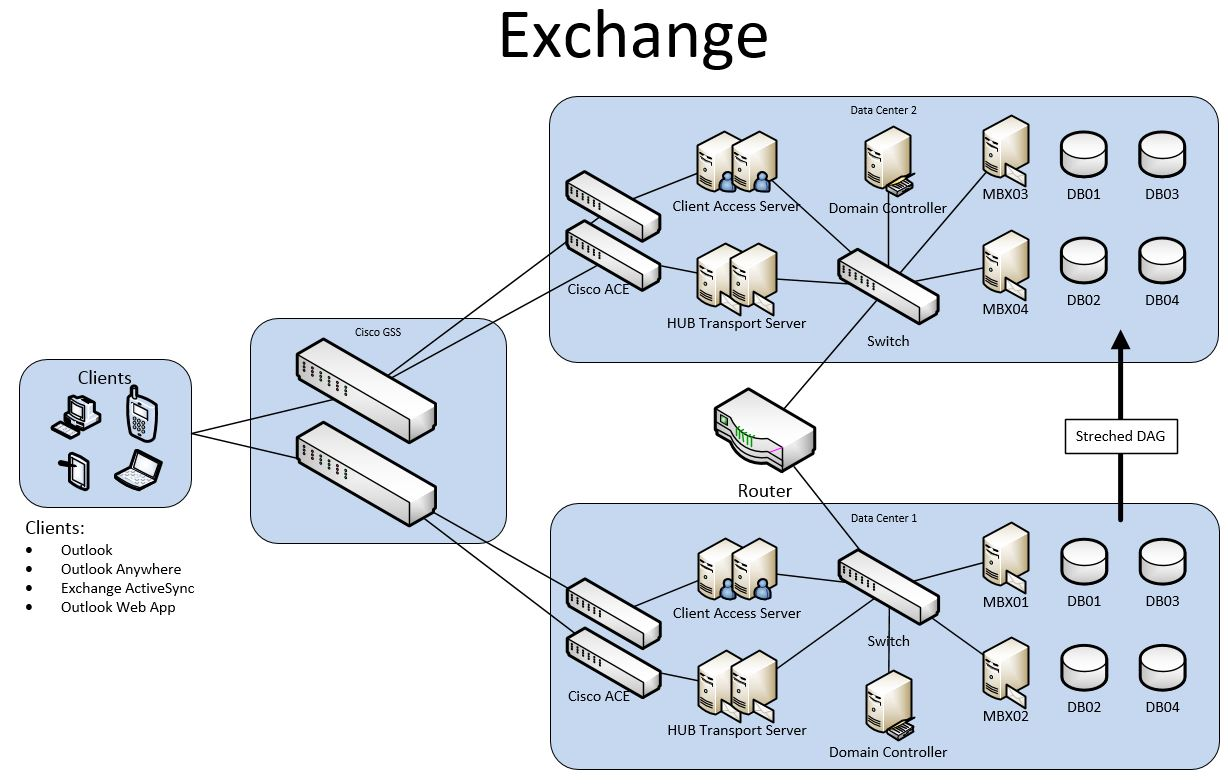 Exchange
Data Center 2
Client Access Server
Domain Controller
MBX03
DB01
DB03
Cisco ACE
HUB Transport Server
Switch
MBX04
DB02
DB04
Cisco GSS
Clients
Router
Streched DAG
Clients:
• Outlook
• Outlook Anywhere
• Exchange ActiveSync
• Outlook Web App
Data Center 1
Client Access Server
Switch
MBX01
DB01
DB03
Cisco ACE
HUB Transport Server
Domain Controller
MBX02
DB02
DB04